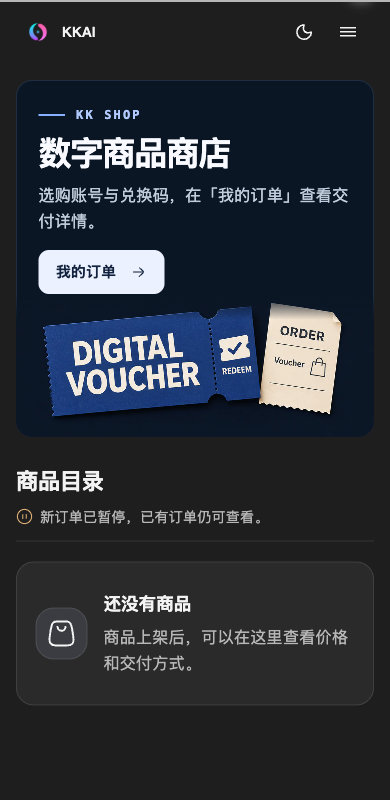 KKAI
KK SHOP
数字商品商店
选购账号与兑换码，在「我的订单」查看交
付详情。
我的订单 →
DIGITAL
VOUCHER
REDEEM
ORDER
Voucher
商品目录
新订单已暂停，已有订单仍可查看。
还没有商品
商品上架后，可以在这里查看价格
和交付方式。